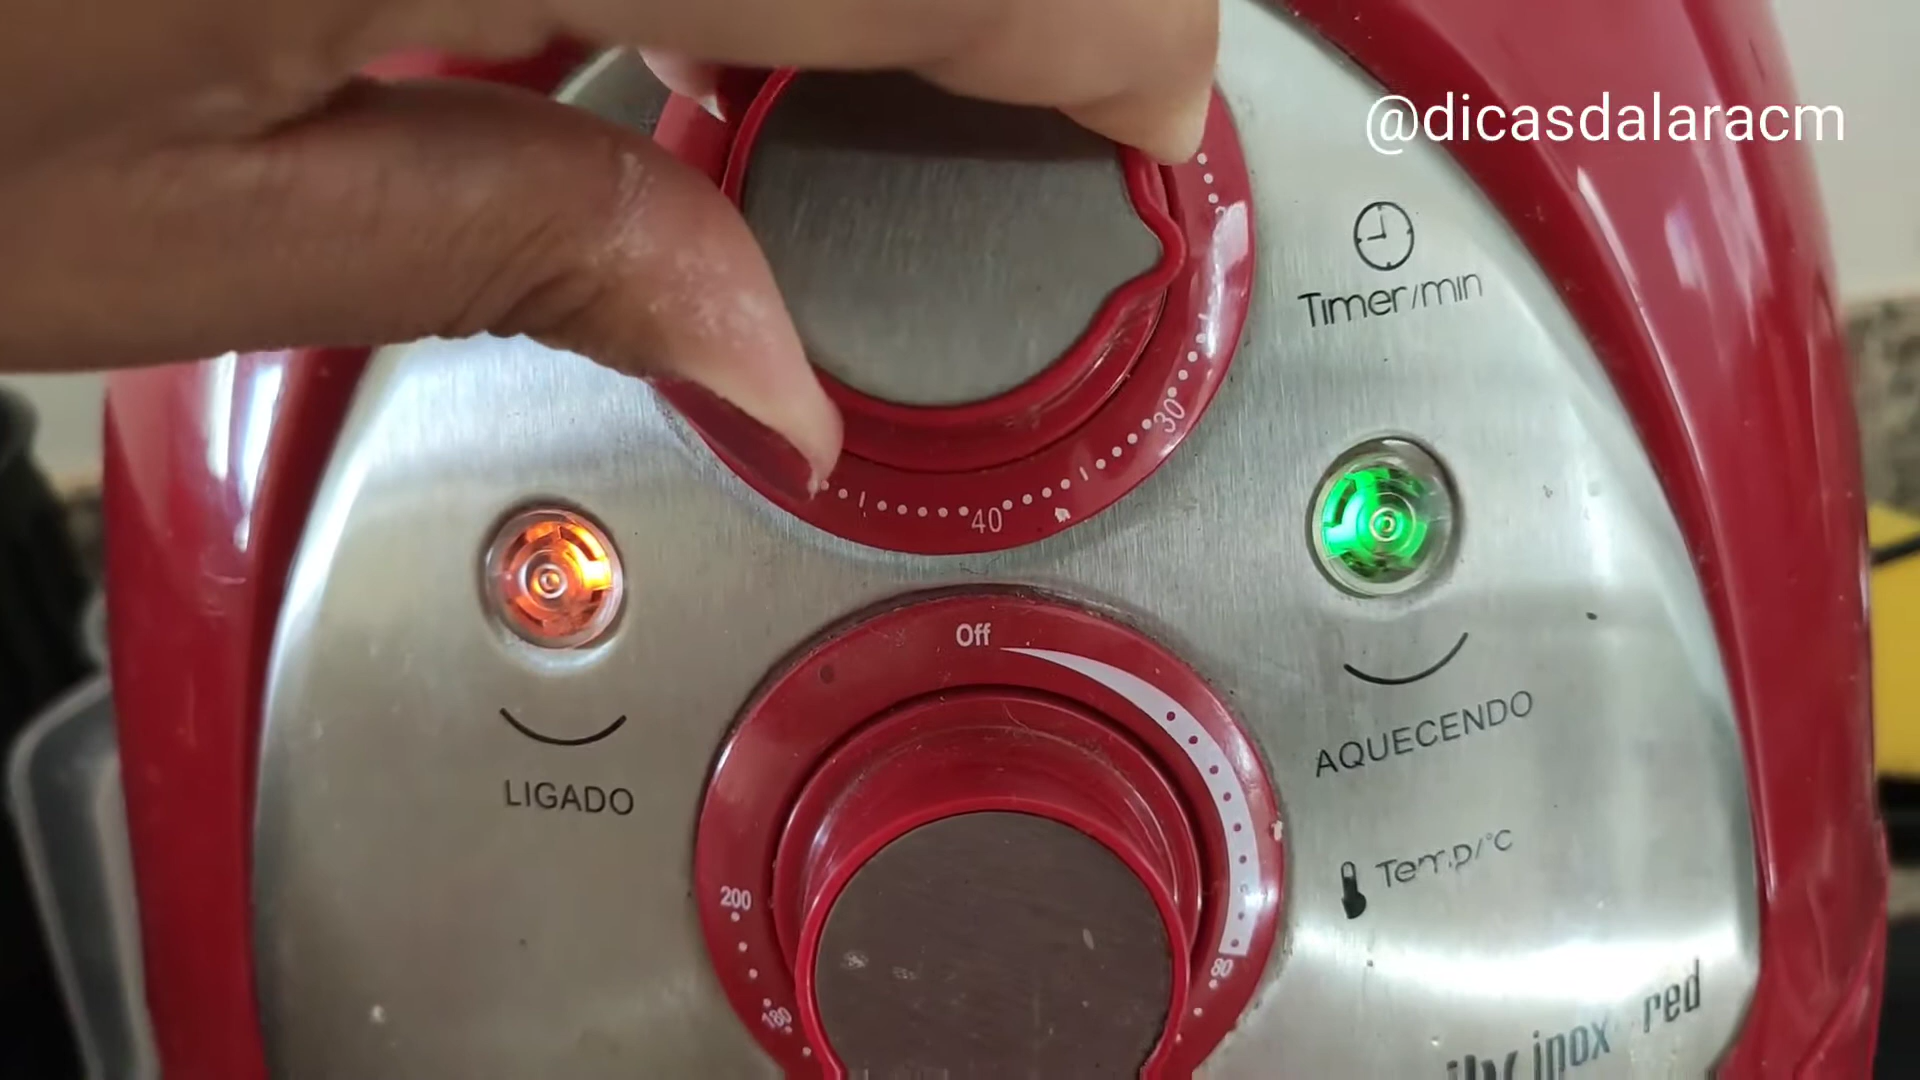 @dicasdalaracm
Timer/min
30
40
Off
AQUECENDO
LIGADO
Temp/°C
200
80
180
inox red